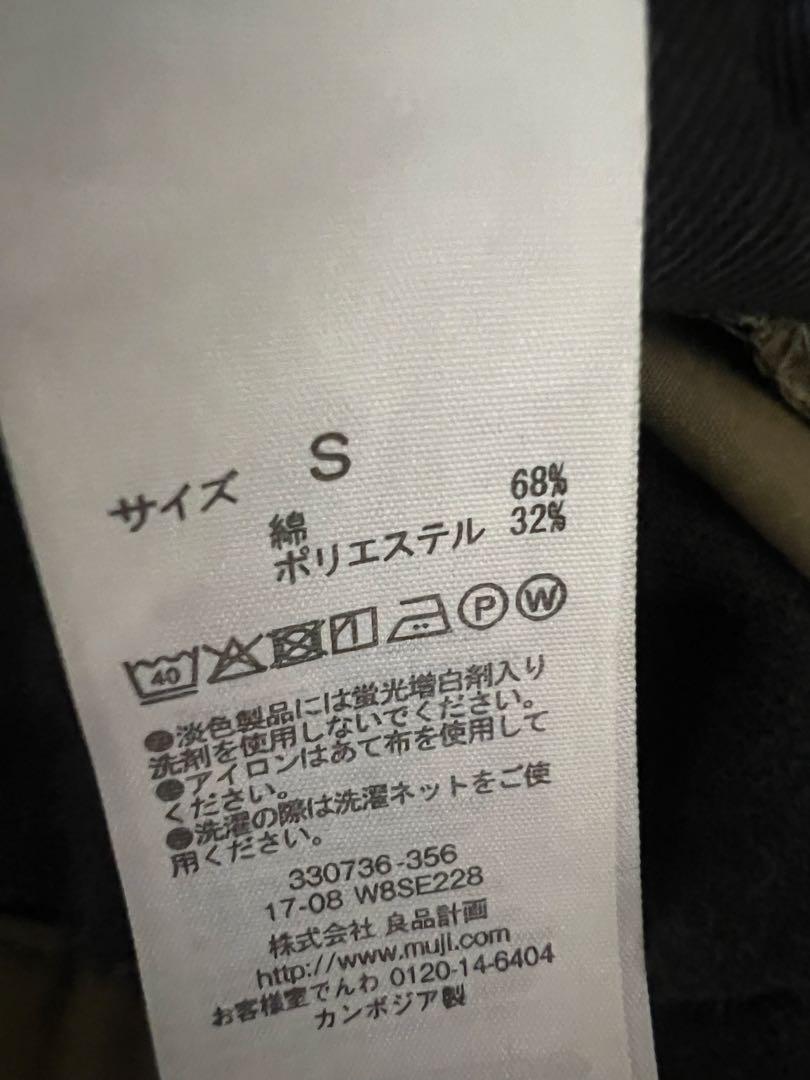 サイズ S
綿 68%
ポリエステル 32%
40 P W
●淡色製品には蛍光増白剤入り
洗剤を使用しないでください。
●アイロンはあて布を使用して
ください。
●洗濯の際は洗濯ネットをご使
用ください。
330736-356
17-08 W8SE228
株式会社 良品計画
http://www.muji.com
お客様室でんわ 0120-14-6404
カンボジア製